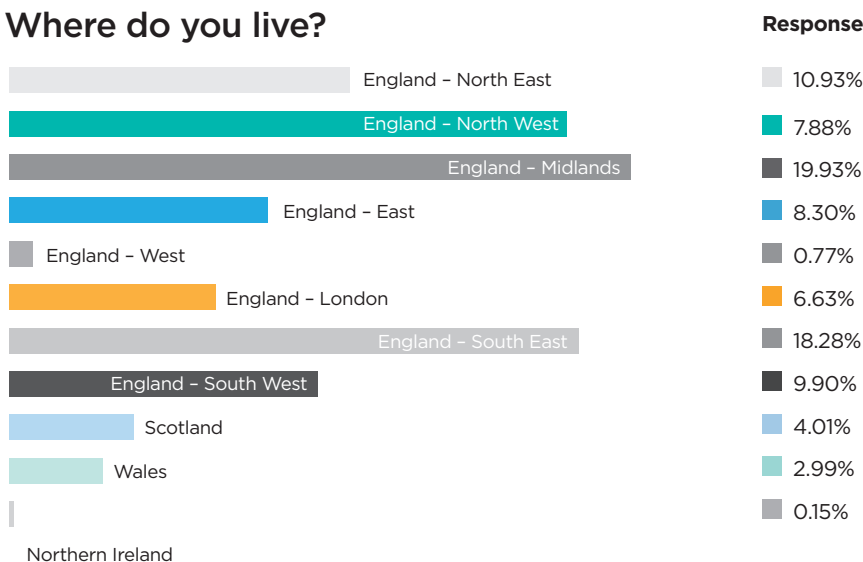 Where do you live? Response
England – North East 10.93%
England – North West 7.88%
England – Midlands 19.93%
England – East 8.30%
England – West 0.77%
England – London 6.63%
England – South East 18.28%
England – South West 9.90%
Scotland 4.01%
Wales 2.99%
0.15%
Northern Ireland